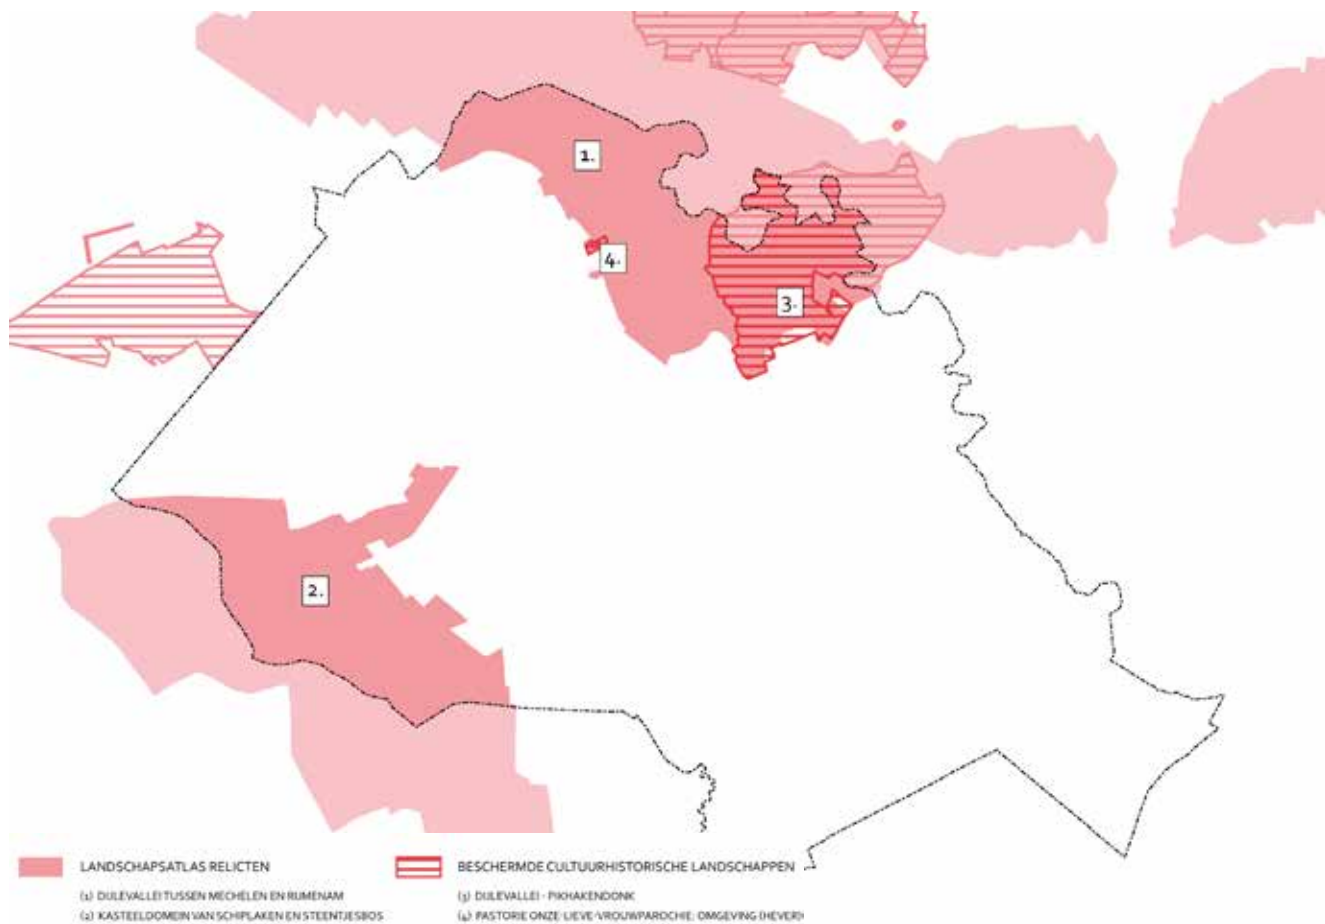 1.
4.
3.
2.
LANDSCHAPSATLAS RELICTEN
(1) DIJLEVALLEI TUSSEN MECHELEN EN RIJMENAM
(2) KASTEELDOMEIN VAN SCHIPLAKEN EN STEENTJESBOS
BESCHERMDE CULTUURHISTORISCHE LANDSCHAPPEN
(3) DIJLEVALLEI - PIKHAKENDONK
(4) PASTORIE ONZE-LIEVE-VROUWPAROCHIE: OMGEVING (HEVER)